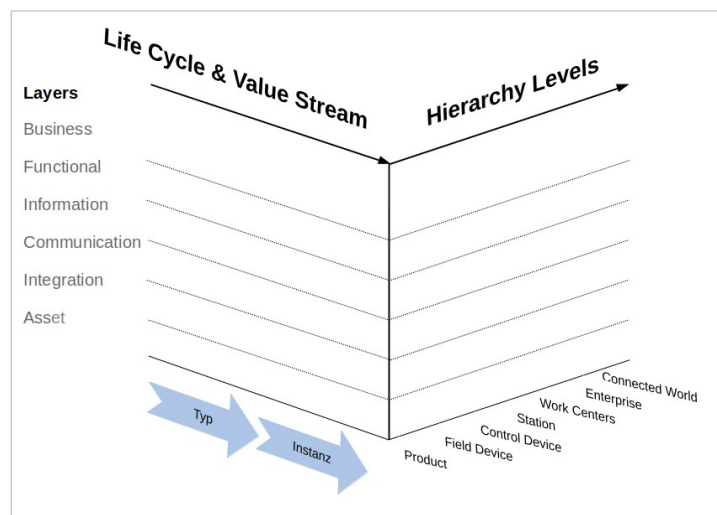 Life Cycle & Value Stream
Hierarchy Levels
Layers
Business
Functional
Information
Communication
Integration
Asset
Typ
Instanz
Product
Field Device
Control Device
Station
Work Centers
Enterprise
Connected World